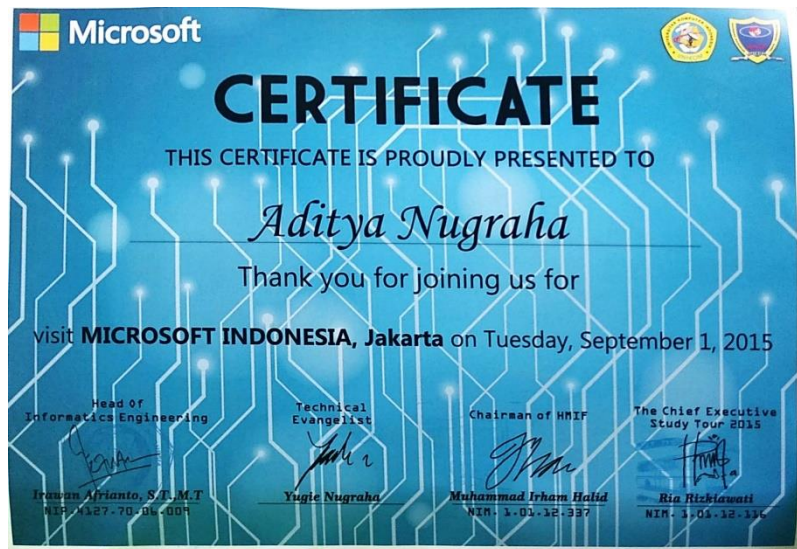 Microsoft
CERTIFICATE
THIS CERTIFICATE IS PROUDLY PRESENTED TO
Aditya Nugraha
Thank you for joining us for
visit MICROSOFT INDONESIA, Jakarta on Tuesday, September 1, 2015
Head Of
Informatics Engineering
Irawan Afrianto, S.T.,M.T
NIP.4127-70-06-009
Technical
Evangelist
Yugie Nugraha
Chairman of HMIF
Muhammad Irham Halid
NIM. 1.01.12.337
The Chief Executive
Study Tour 2015
Ria Rizkiawati
NIM. 1.01.12.116